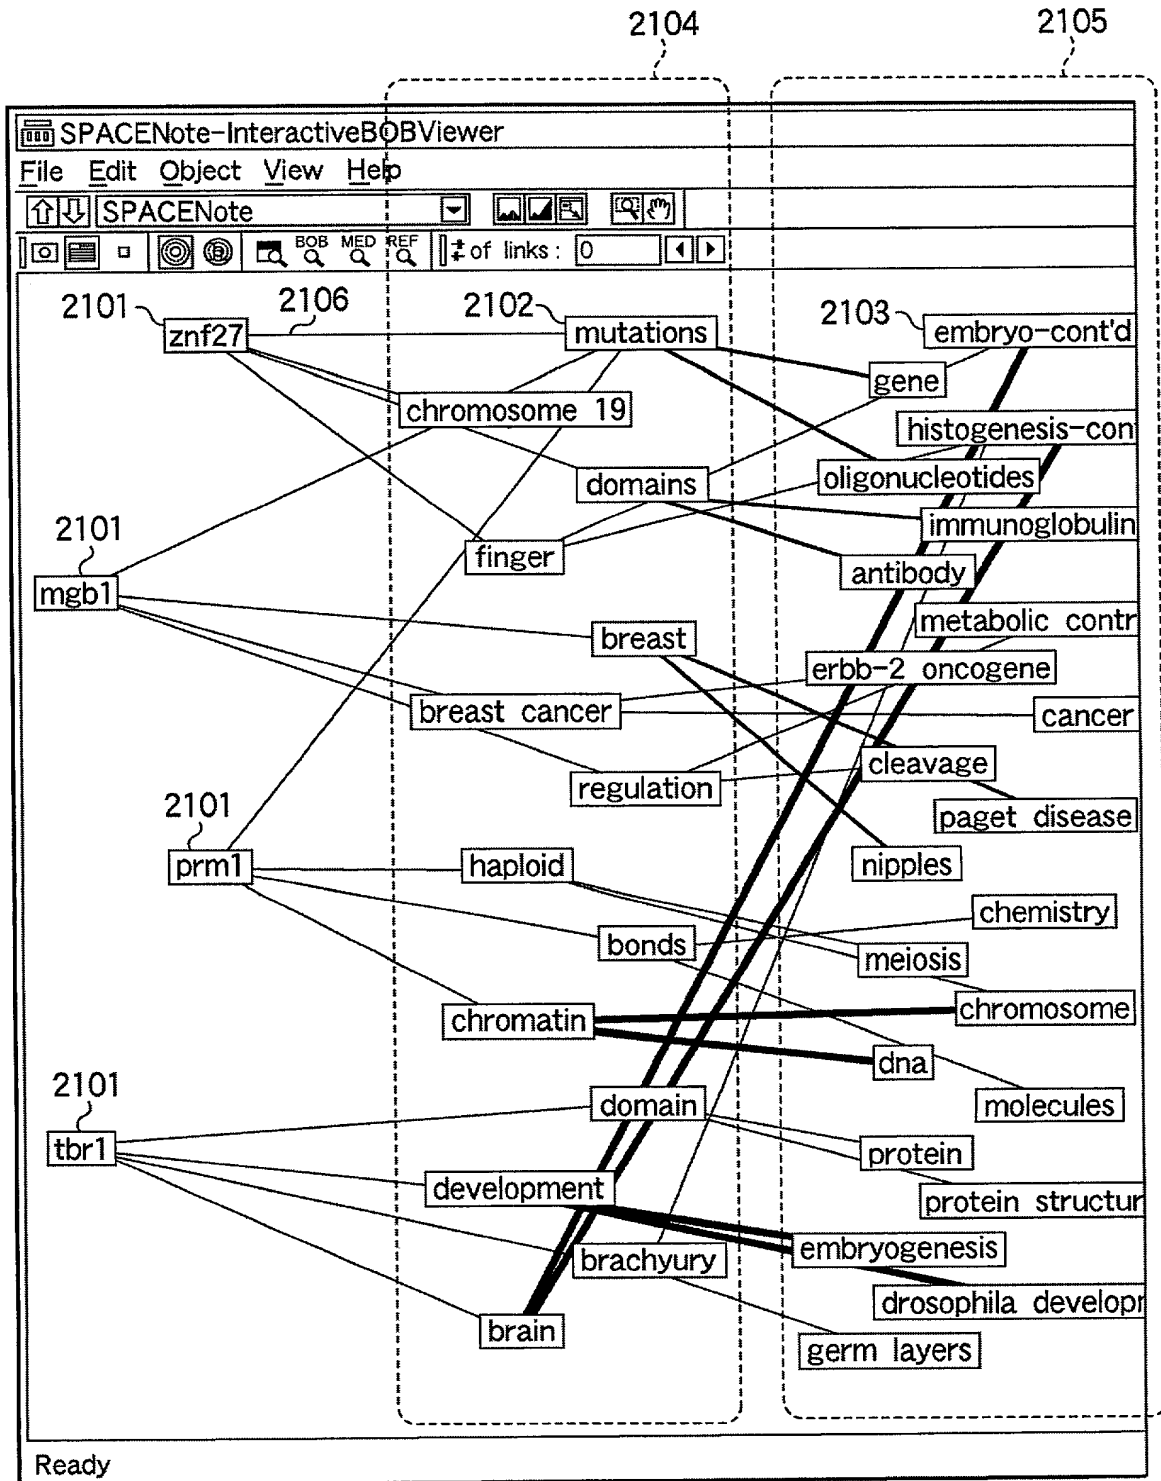 2104
2105
SPACENote-InteractiveBOBViewer
File Edit Object View Help
SPACENote
BOB MED REF # of links : 0
2101 2106 2102 2103
znf27 mutations embryo-cont'd
gene
chromosome 19
histogenesis-con
oligonucleotides
domains
immunoglobulin
2101
finger
antibody
mgb1
metabolic contr
breast
erbb-2 oncogene
breast cancer
cancer
cleavage
regulation
paget disease
2101
prm1 haploid nipples
chemistry
bonds
meiosis
chromosome
chromatin
dna
2101
domain molecules
tbr1
protein
development
protein structur
embryogenesis
brachyury
drosophila develop
brain
germ layers
Ready